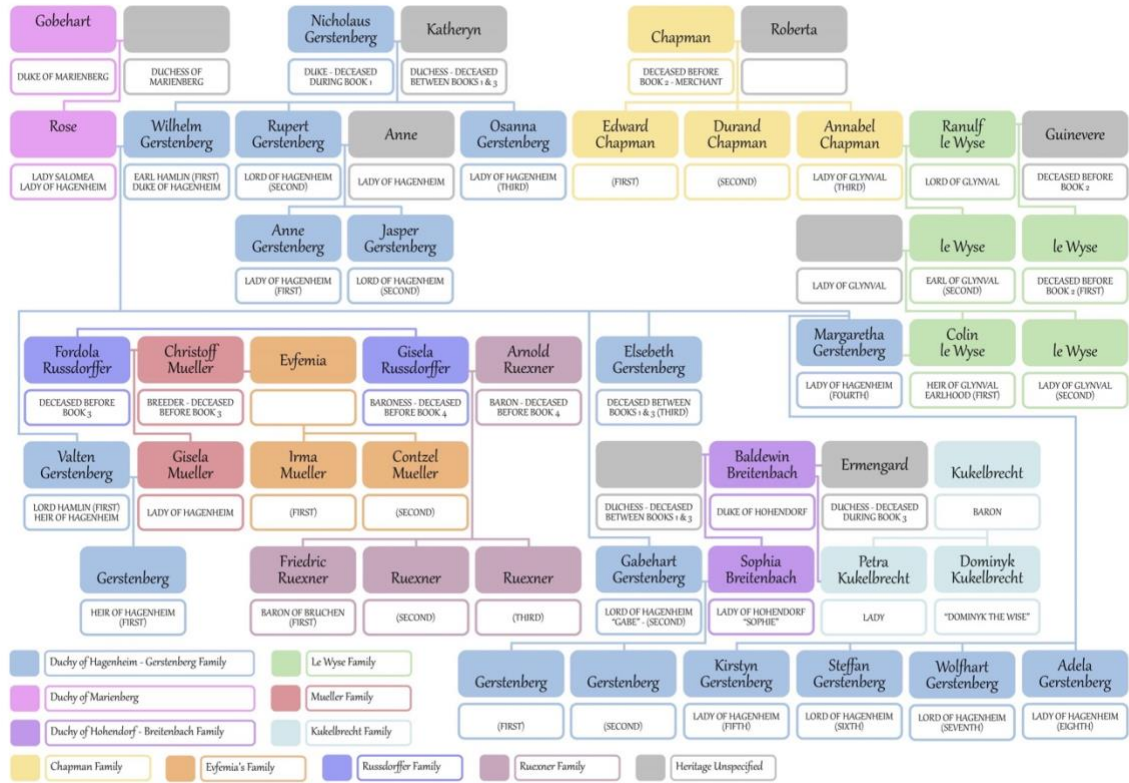 Gobehart
Nicholaus
Gerstenberg
Katheryn
Chapman
Roberta
DUKE OF MARIENBERG
DUCHESS OF
MARIENBERG
DUKE - DECEASED
DURING BOOK 1
DUCHESS - DECEASED
BETWEEN BOOKS 1 & 3
DECEASED BEFORE
BOOK 2 - MERCHANT
Rose
Wilhelm
Gerstenberg
Rupert
Gerstenberg
Anne
Osanna
Gerstenberg
Edward
Chapman
Durand
Chapman
Annabel
Chapman
Ranulf
le Wyse
Guinevere
LADY SALOMEA
LADY OF HAGENHEIM
EARL HAMLIN (FIRST)
DUKE OF HAGENHEIM
LORD OF HAGENHEIM
(SECOND)
LADY OF HAGENHEIM
LADY OF HAGENHEIM
(THIRD)
(FIRST)
(SECOND)
LADY OF GLYNVAL
(THIRD)
LORD OF GLYNVAL
DECEASED BEFORE
BOOK 2
Anne
Gerstenberg
Jasper
Gerstenberg
le Wyse
le Wyse
LADY OF HAGENHEIM
(FIRST)
LORD OF HAGENHEIM
(SECOND)
LADY OF GLYNVAL
EARL OF GLYNVAL
(SECOND)
DECEASED BEFORE
BOOK 2 (FIRST)
Fordola
Russdorffer
Christoff
Mueller
Evfemia
Gisela
Russdorffer
Arnold
Ruexner
Elsebeth
Gerstenberg
Margaretha
Gerstenberg
Colin
le Wyse
le Wyse
DECEASED BEFORE
BOOK 3
BREEDER - DECEASED
BEFORE BOOK 3
BARONESS - DECEASED
BEFORE BOOK 4
BARON - DECEASED
BEFORE BOOK 4
DECEASED BETWEEN
BOOKS 1 & 3 (THIRD)
LADY OF HAGENHEIM
(FOURTH)
HEIR OF GLYNVAL
EARLHOOD (FIRST)
LADY OF GLYNVAL
(SECOND)
Valten
Gerstenberg
Gisela
Mueller
Irma
Mueller
Contzel
Mueller
Baldewin
Breitenbach
Ermengard
Kukelbrecht
LORD HAMLIN (FIRST)
HEIR OF HAGENHEIM
LADY OF HAGENHEIM
(FIRST)
(SECOND)
DUCHESS - DECEASED
BETWEEN BOOKS 1 & 3
DUKE OF HOHENDORF
DUCHESS - DECEASED
DURING BOOK 3
BARON
Gerstenberg
Friedric
Ruexner
Ruexner
Ruexner
Gabehart
Gerstenberg
Sophia
Breitenbach
Petra
Kukelbrecht
Dominyk
Kukelbrecht
HEIR OF HAGENHEIM
(FIRST)
BARON OF BRUCHEN
(FIRST)
(SECOND)
(THIRD)
LORD OF HAGENHEIM
"GABE" - (SECOND)
LADY OF HOHENDORF
"SOPHIE"
LADY
"DOMINYK THE WISE"
Gerstenberg
Gerstenberg
Kirstyn
Gerstenberg
Steffan
Gerstenberg
Wolfhart
Gerstenberg
Adela
Gerstenberg
(FIRST)
(SECOND)
LADY OF HAGENHEIM
(FIFTH)
LORD OF HAGENHEIM
(SIXTH)
LORD OF HAGENHEIM
(SEVENTH)
LADY OF HAGENHEIM
(EIGHTH)
Duchy of Hagenheim - Gerstenberg Family
Le Wyse Family
Duchy of Marienberg
Mueller Family
Duchy of Hohendorf - Breitenbach Family
Kukelbrecht Family
Chapman Family
Evfemia's Family
Russdorffer Family
Ruexner Family
Heritage Unspecified